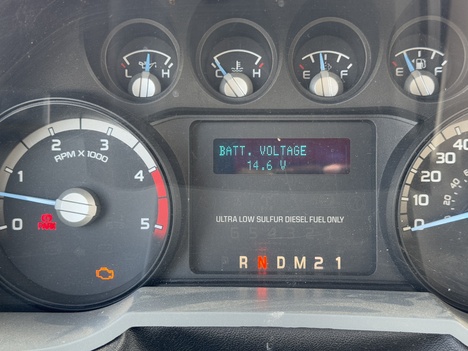 L H
C H
E F
E F
BATT. VOLTAGE
14.6 V
0 1 2 3 4 5
RPM X1000
ULTRA LOW SULFUR DIESEL FUEL ONLY
R N D M 2 1
40
30
20
10
0